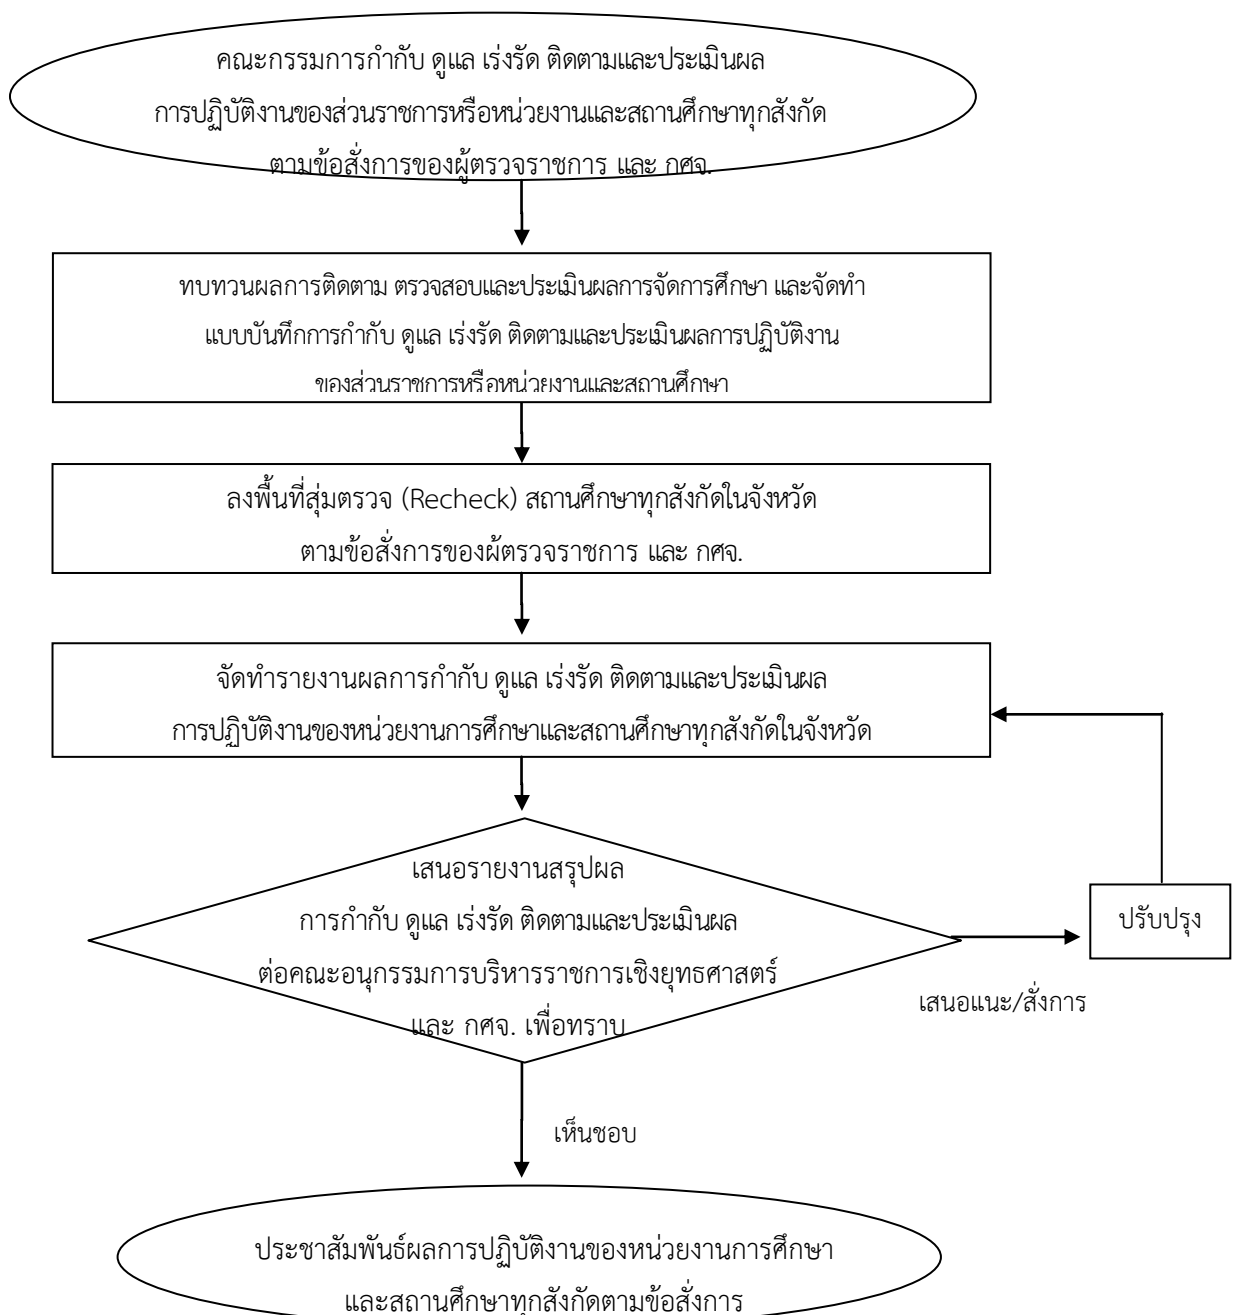 คณะกรรมการกำกับ ดูแล เร่งรัด ติดตามและประเมินผล
การปฏิบัติงานของส่วนราชการหรือหน่วยงานและสถานศึกษาทุกสังกัด
ตามข้อสั่งการของผู้ตรวจราชการ และ กศจ.
ทบทวนผลการติดตาม ตรวจสอบและประเมินผลการจัดการศึกษา และจัดทำ
แบบบันทึกการกำกับ ดูแล เร่งรัด ติดตามและประเมินผลการปฏิบัติงาน
ของส่วนราชการหรือหน่วยงานและสถานศึกษา
ลงพื้นที่สุ่มตรวจ (Recheck) สถานศึกษาทุกสังกัดในจังหวัด
ตามข้อสั่งการของผู้ตรวจราชการ และ กศจ.
จัดทำรายงานผลการกำกับ ดูแล เร่งรัด ติดตามและประเมินผล
การปฏิบัติงานของหน่วยงานการศึกษาและสถานศึกษาทุกสังกัดในจังหวัด
เสนอรายงานสรุปผล
การกำกับ ดูแล เร่งรัด ติดตามและประเมินผล
ต่อคณะอนุกรรมการบริหารราชการเชิงยุทธศาสตร์
และ กศจ. เพื่อทราบ
ปรับปรุง
เสนอแนะ/สั่งการ
เห็นชอบ
ประชาสัมพันธ์ผลการปฏิบัติงานของหน่วยงานการศึกษา
และสถานศึกษาทุกสังกัดตามข้อสั่งการ